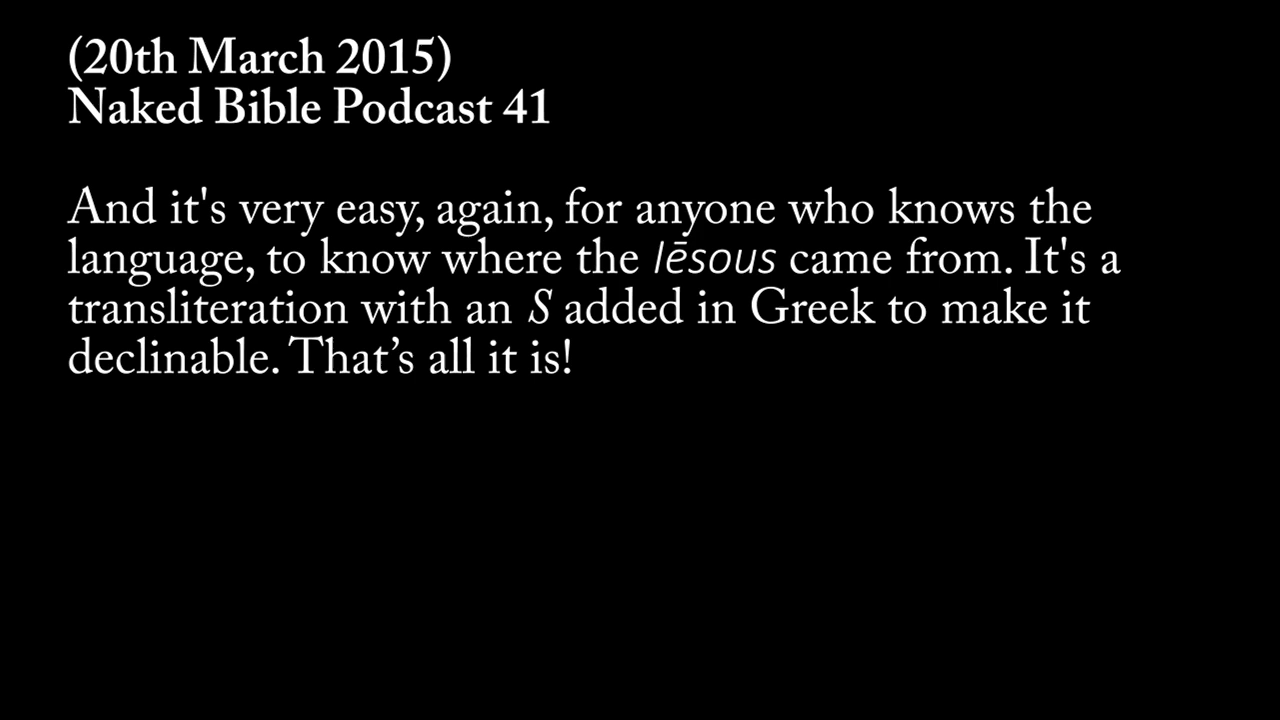 (20th March 2015)
Naked Bible Podcast 41
And it's very easy, again, for anyone who knows the
language, to know where the Iēsous came from. It's a
transliteration with an S added in Greek to make it
declinable. That’s all it is!